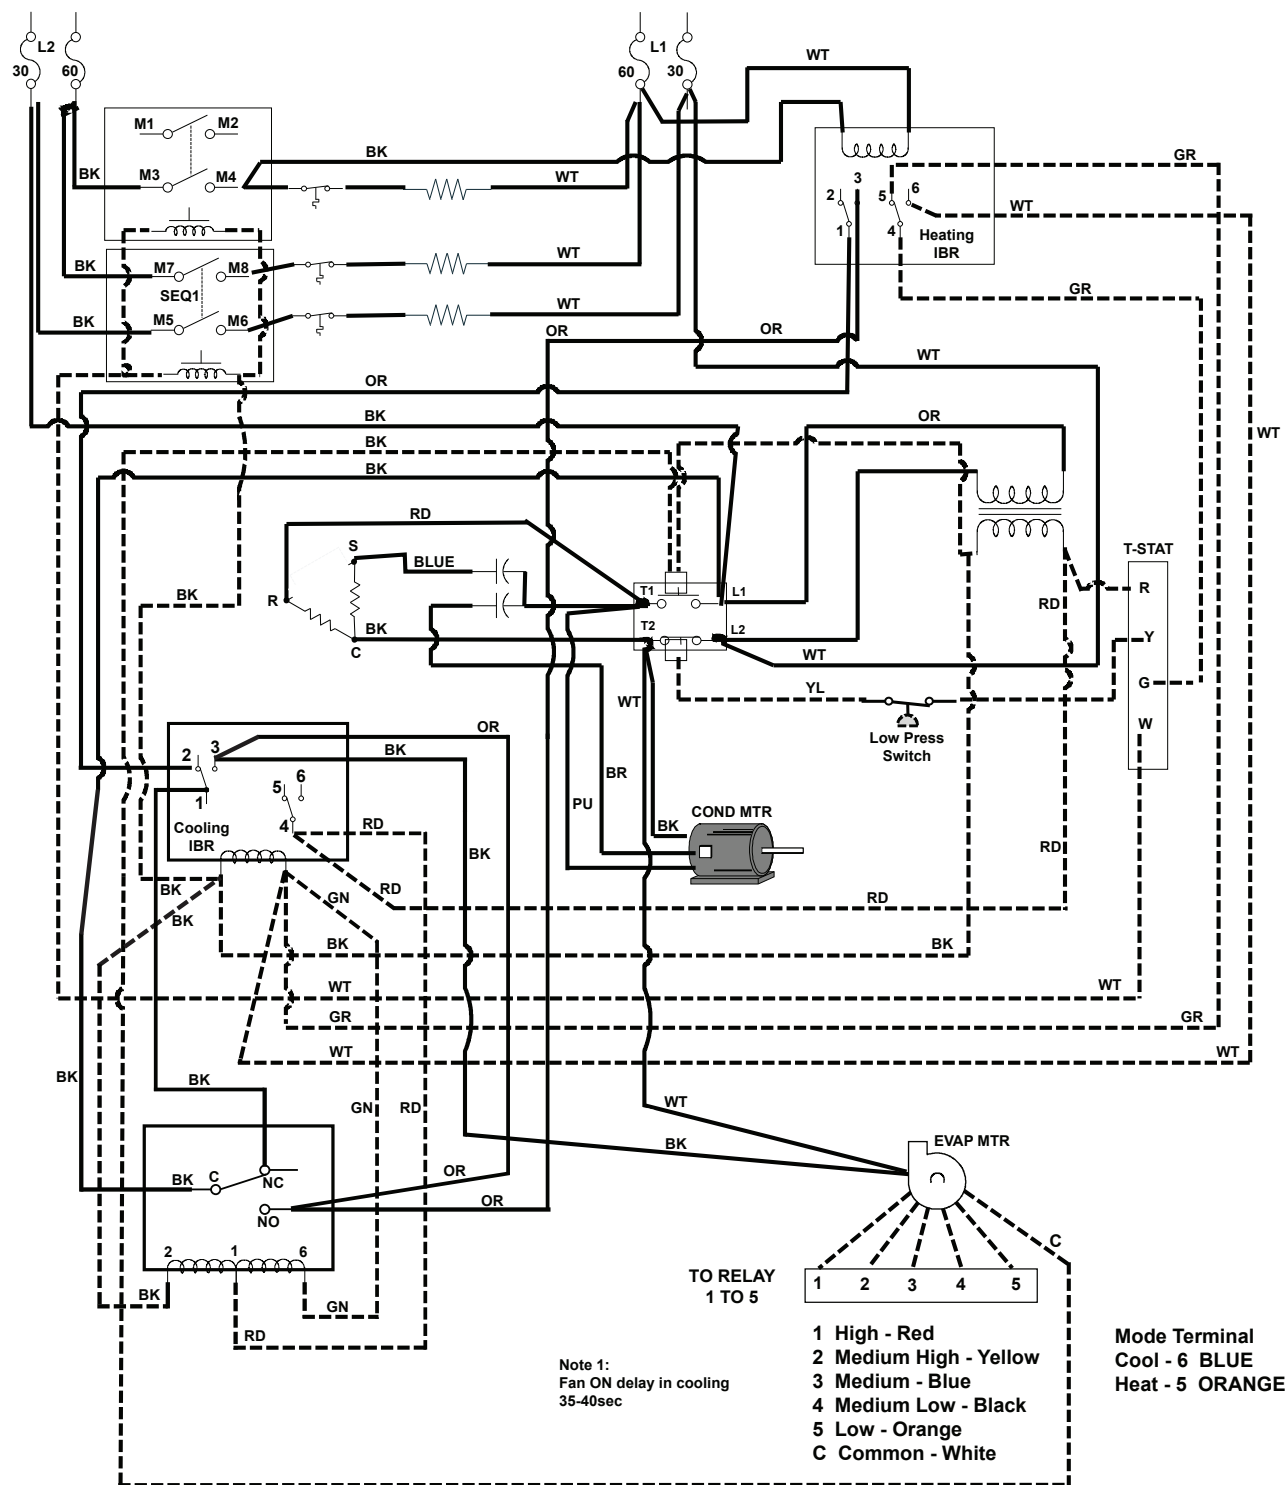 L2
L1
30
60
60
30
WT
M1
M2
BK
GR
BK
M3
M4
WT
3
2
5
6
WT
1
4
Heating
IBR
BK
M7
M8
WT
SEQ1
GR
BK
M5
M6
WT
OR
OR
WT
OR
BK
OR
WT
BK
BK
RD
S
T-STAT
BLUE
BK
R
T1
L1
RD
R
BK
T2
L2
Y
C
WT
YL
G
WT
OR
BK
Low Press
Switch
W
2
3
BR
5
6
1
PU
COND MTR
Cooling
IBR
4
RD
BK
BK
RD
BK
GN
RD
RD
BK
BK
BK
WT
WT
GR
GR
WT
WT
BK
BK
GN
RD
WT
BK
EVAP MTR
BK
C
NC
OR
OR
NO
C
2
1
6
TO RELAY
1 TO 5
1
2
3
4
5
BK
GN
RD
1 High - Red
2 Medium High - Yellow
3 Medium - Blue
4 Medium Low - Black
5 Low - Orange
C Common - White
Mode Terminal
Cool - 6 BLUE
Heat - 5 ORANGE
Note 1:
Fan ON delay in cooling
35-40sec